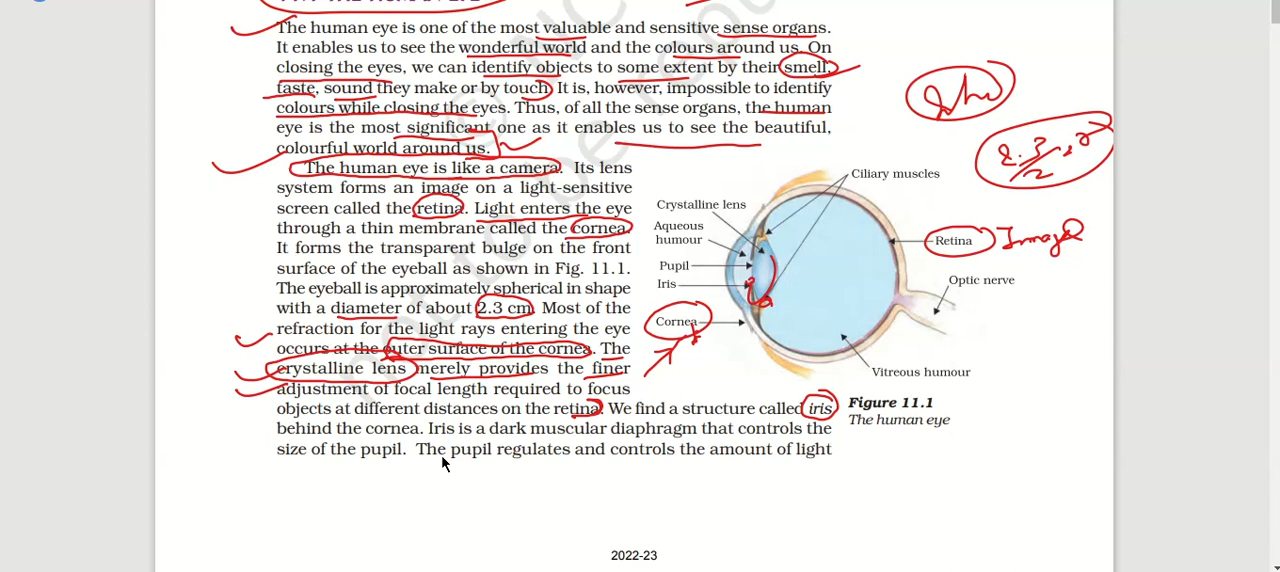 The human eye is one of the most valuable and sensitive sense organs.
It enables us to see the wonderful world and the colours around us. On
closing the eyes, we can identify objects to some extent by their smell,
taste, sound they make or by touch. It is, however, impossible to identify
colours while closing the eyes. Thus, of all the sense organs, the human
eye is the most significant one as it enables us to see the beautiful,
colourful world around us.
The human eye is like a camera. Its lens
system forms an image on a light-sensitive
screen called the retina. Light enters the eye
through a thin membrane called the cornea.
It forms the transparent bulge on the front
surface of the eyeball as shown in Fig. 11.1.
The eyeball is approximately spherical in shape
with a diameter of about 2.3 cm. Most of the
refraction for the light rays entering the eye
occurs at the outer surface of the cornea. The
crystalline lens merely provides the finer
adjustment of focal length required to focus
objects at different distances on the retina. We find a structure called iris
behind the cornea. Iris is a dark muscular diaphragm that controls the
size of the pupil. The pupil regulates and controls the amount of light
Ciliary muscles
Crystalline lens
Aqueous
humour
Pupil
Iris
Cornea
Retina
Image
Optic nerve
Vitreous humour
Figure 11.1
The human eye
2022-23